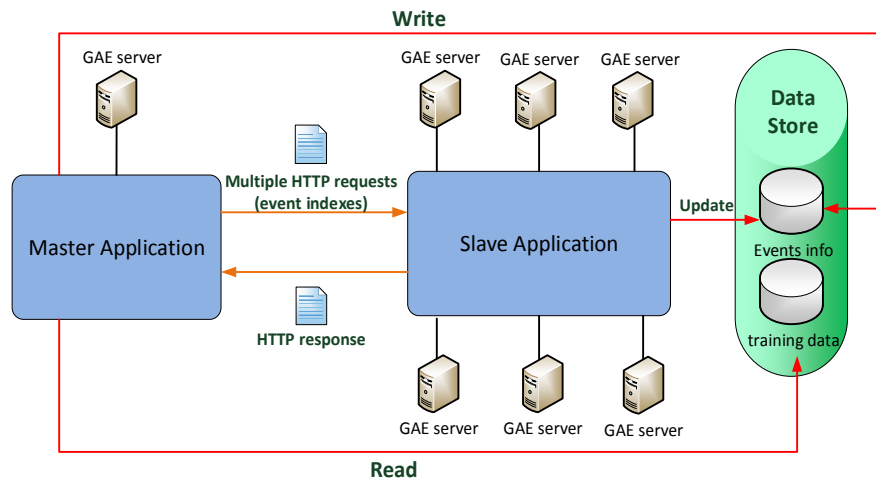 Write
GAE server
GAE server
GAE server
GAE server
Data
Store
Multiple HTTP requests
(event indexes)
Master Application
Slave Application
Update
Events info
HTTP response
training data
GAE server
GAE server
GAE server
Read